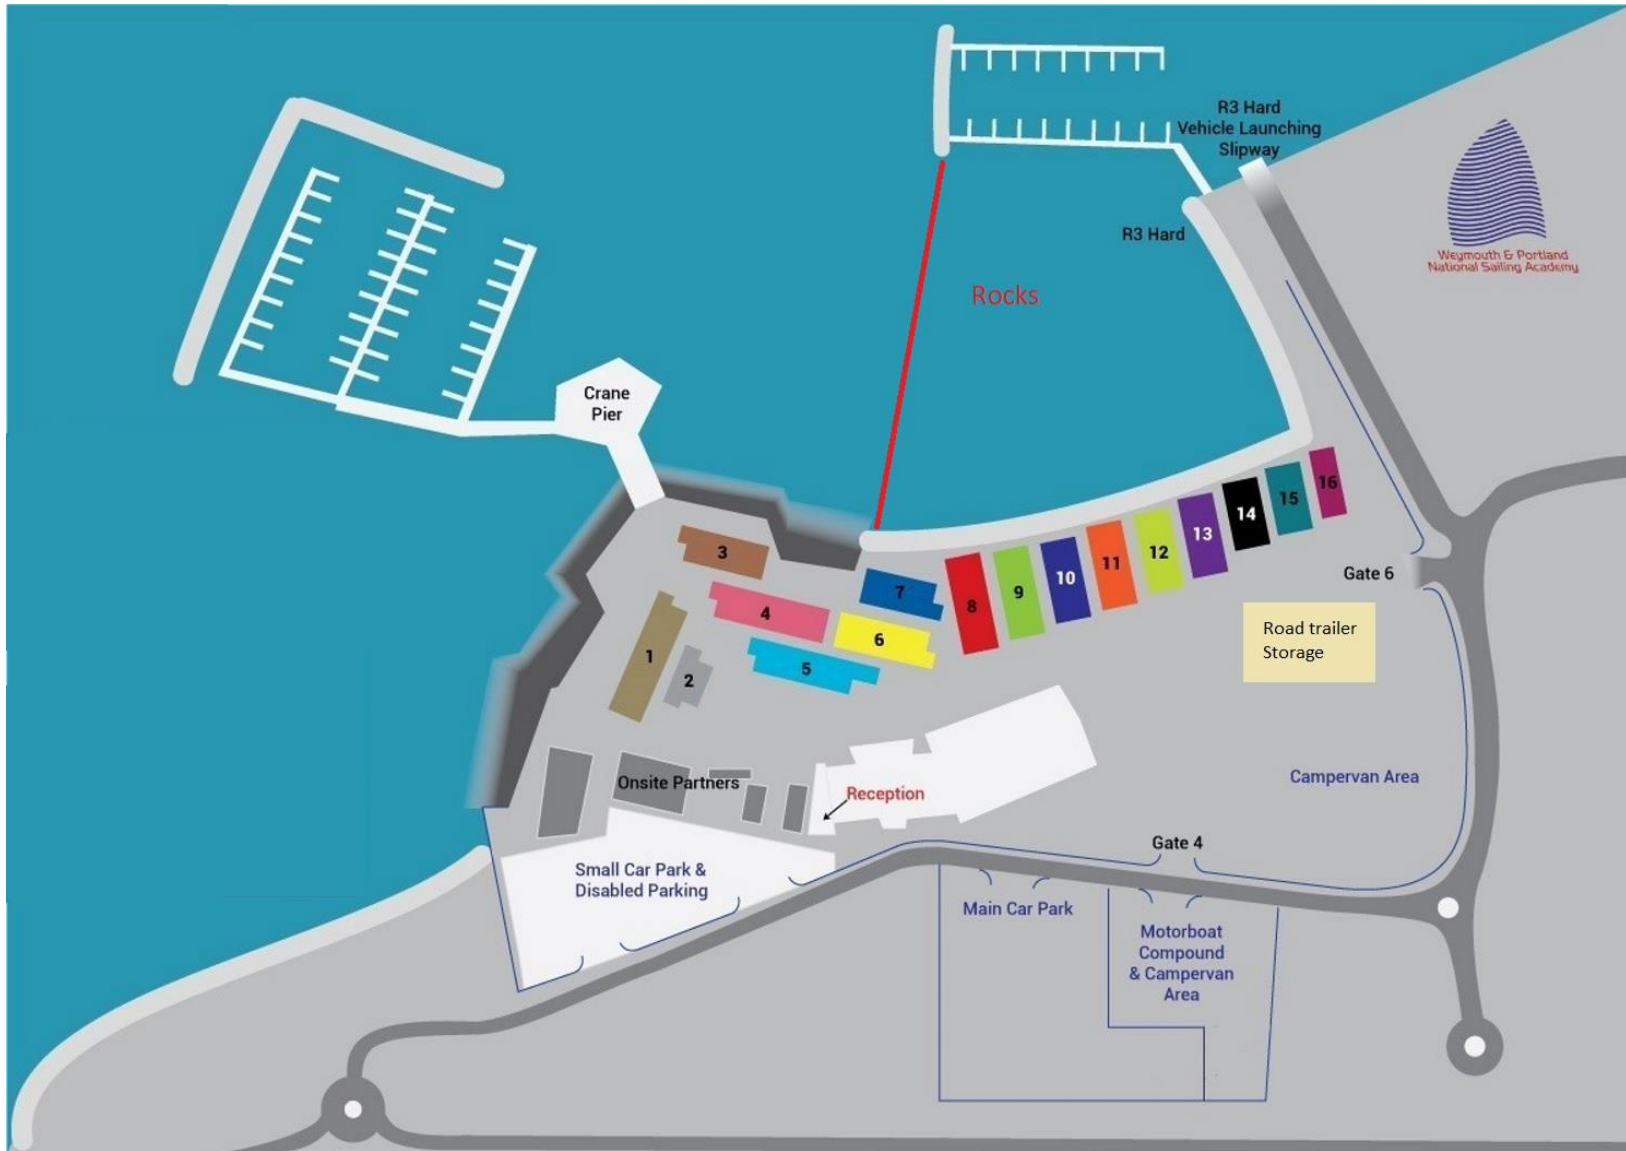 R3 Hard
Vehicle Launching
Slipway
R3 Hard
Weymouth & Portland
National Sailing Academy
Rocks
Crane
Pier
3
7
4
6
5
1
2
8
9
10
11
12
13
14
15
16
Gate 6
Road trailer
Storage
Campervan Area
Onsite Partners
Reception
Gate 4
Small Car Park &
Disabled Parking
Main Car Park
Motorboat
Compound
& Campervan
Area